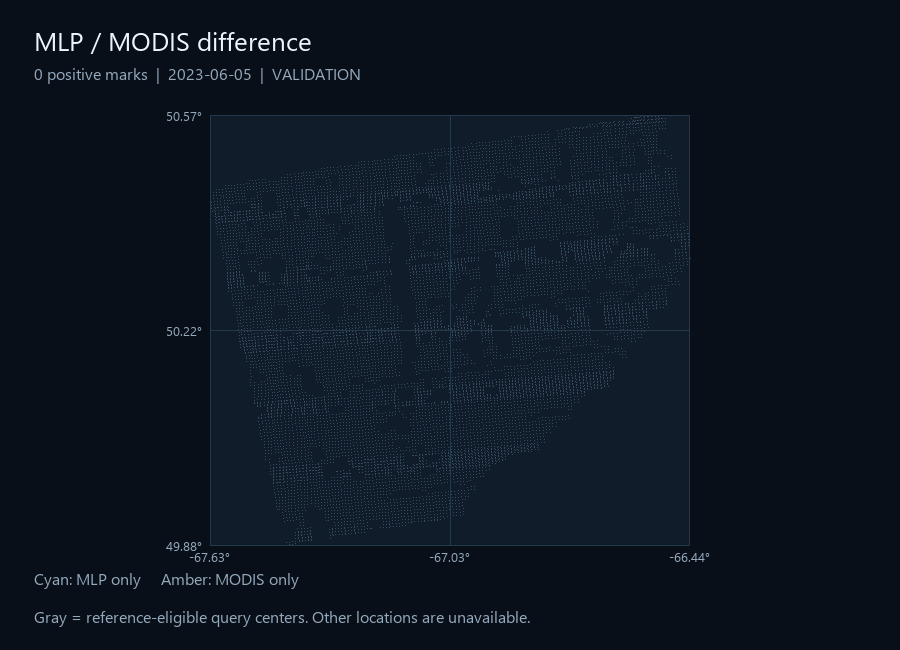 MLP / MODIS difference
0 positive marks | 2023-06-05 | VALIDATION
50.57°
50.22°
49.88°
-67.63° -67.03° -66.44°
Cyan: MLP only Amber: MODIS only
Gray = reference-eligible query centers. Other locations are unavailable.